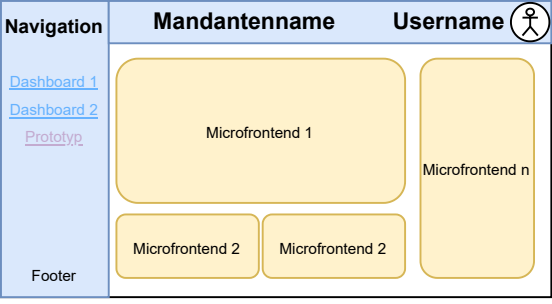 Navigation
Mandantenname
Username
Dashboard 1
Dashboard 2
Prototyp
Footer
Microfrontend 1
Microfrontend n
Microfrontend 2
Microfrontend 2